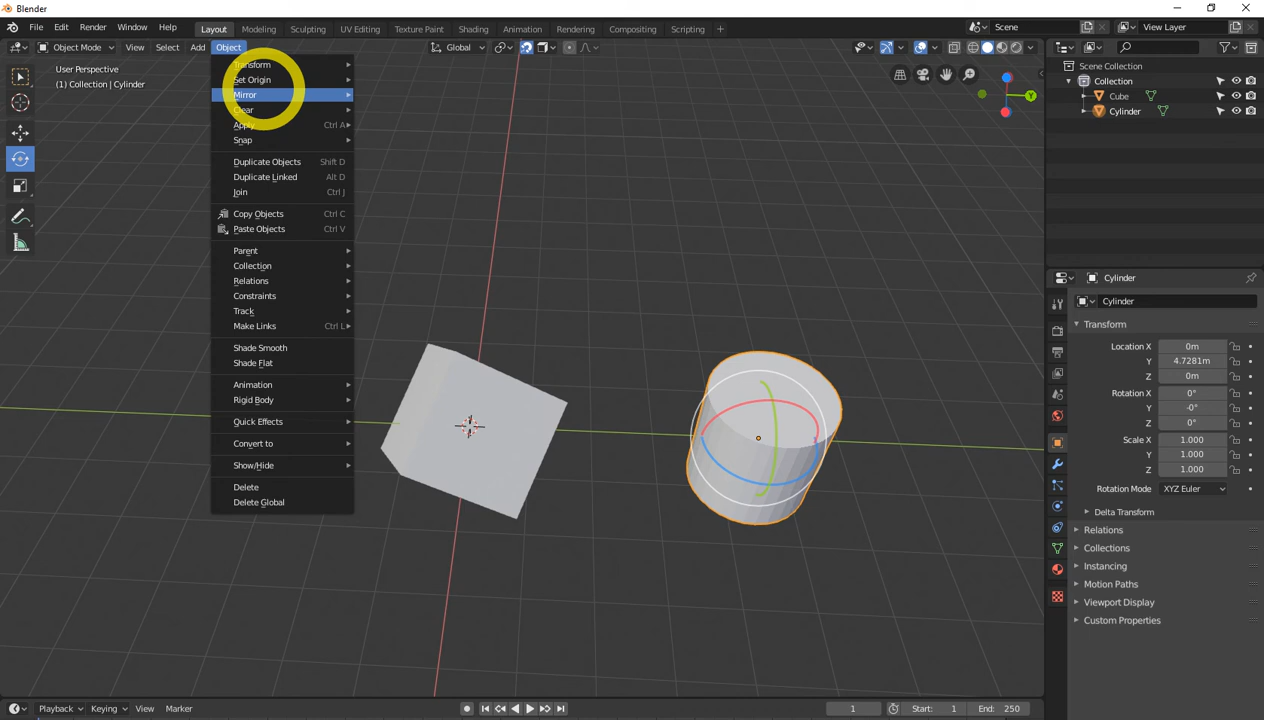 Blender
File Edit Render Window Help
Layout Modeling Sculpting UV Editing Texture Paint Shading Animation Rendering Compositing Scripting +
Scene
View Layer
Object Mode View Select Add Object
Global
User Perspective
(1) Collection | Cylinder
Transform
Set Origin
Mirror
Clear
Apply Ctrl A
Snap
Duplicate Objects Shift D
Duplicate Linked Alt D
Join Ctrl J
Copy Objects Ctrl C
Paste Objects Ctrl V
Parent
Collection
Relations
Constraints
Track
Make Links Ctrl L
Shade Smooth
Shade Flat
Animation
Rigid Body
Quick Effects
Convert to
Show/Hide
Delete
Delete Global
Y
Scene Collection
Collection
Cube
Cylinder
Cylinder
Cylinder
Transform
Location X 0m
Y 4.7281m
Z 0m
Rotation X 0°
Y -0°
Z 0°
Scale X 1.000
Y 1.000
Z 1.000
Rotation Mode XYZ Euler
Delta Transform
Relations
Collections
Instancing
Motion Paths
Viewport Display
Custom Properties
Playback Keying View Marker
1
Start: 1
End: 250